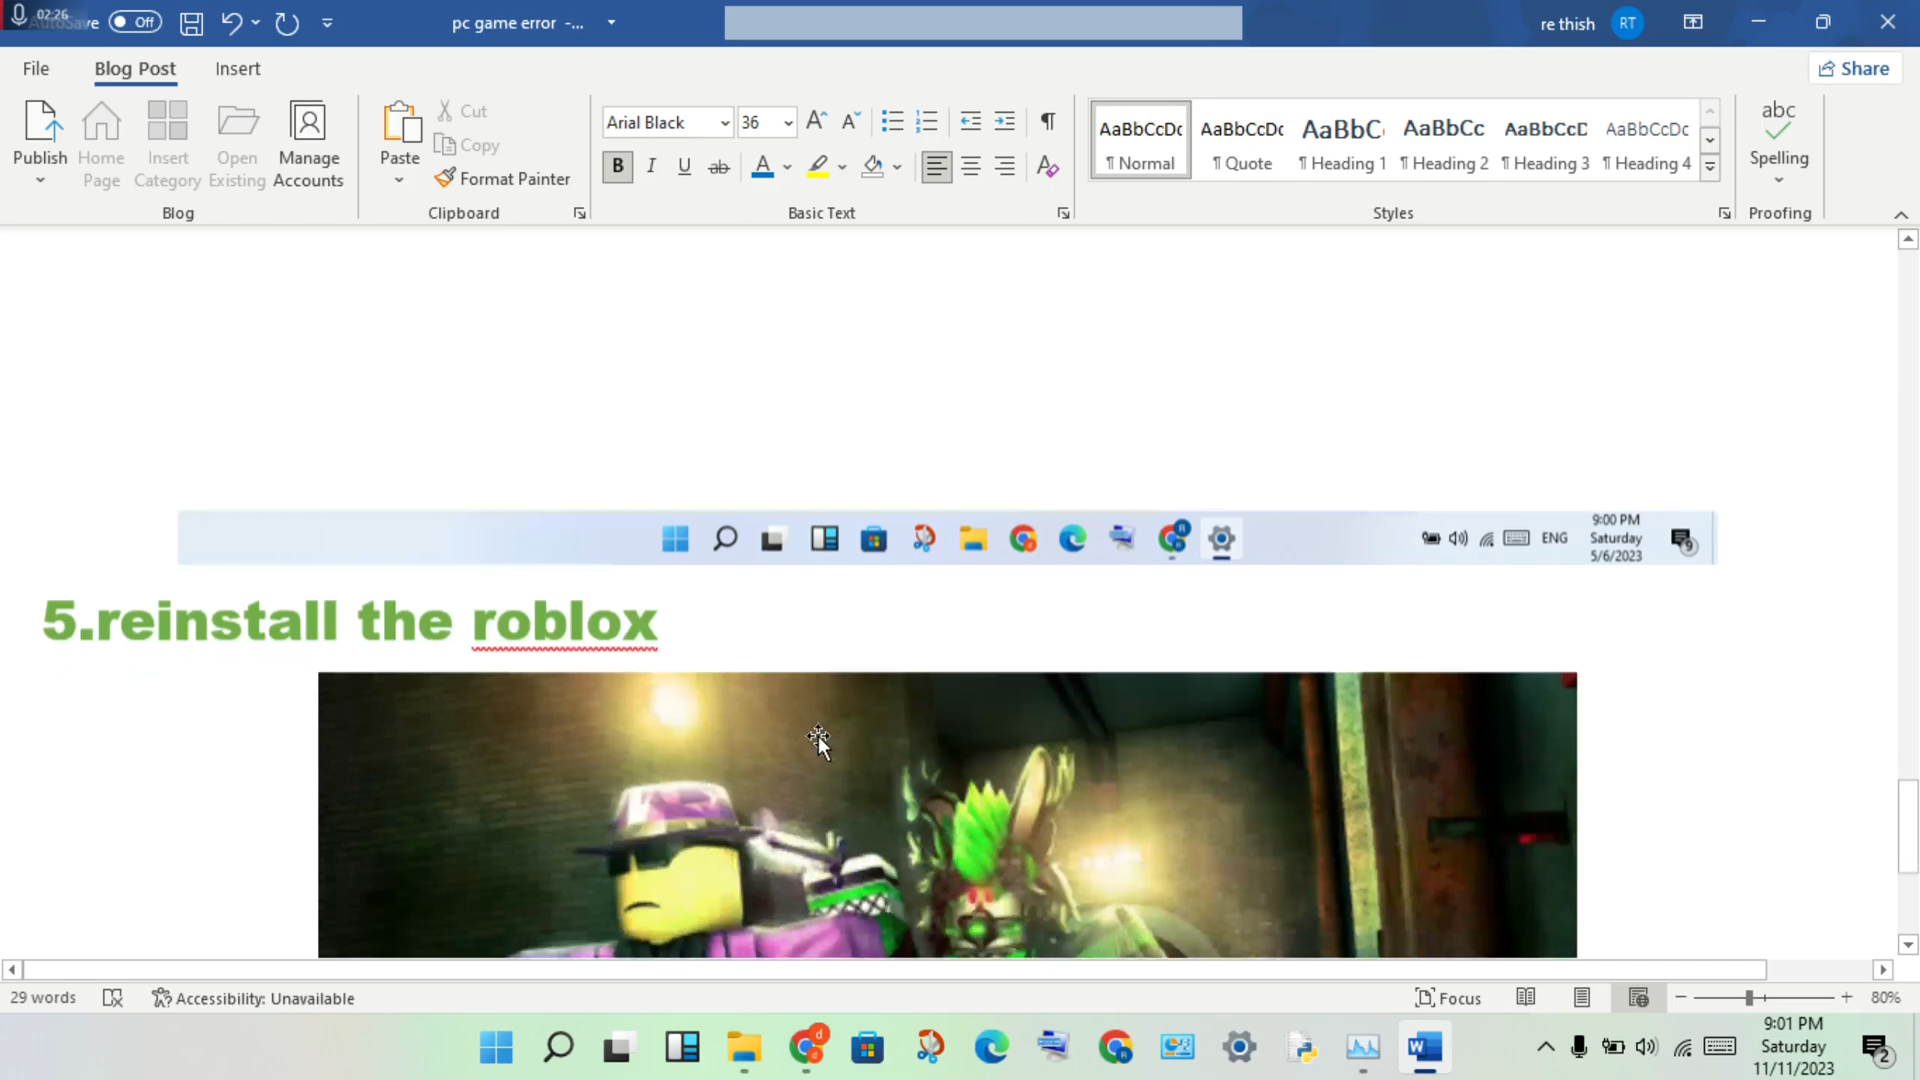 02:26
ve
Off
pc game error -...
re thish
RT
File
Blog Post
Insert
Share
Publish
Home Page
Insert Category
Open Existing
Manage Accounts
Blog
Paste
Cut
Copy
Format Painter
Clipboard
Arial Black
36
B I U ab
Basic Text
AaBbCcDc
¶ Normal
AaBbCcDc
¶ Quote
AaBbC
¶ Heading 1
AaBbCc
¶ Heading 2
AaBbCcD
¶ Heading 3
AaBbCcDc
¶ Heading 4
Styles
abc
Spelling
Proofing
ENG
9:00 PM
Saturday
5/6/2023
9
5.reinstall the roblox
29 words
Accessibility: Unavailable
Focus
80%
9:01 PM
Saturday
11/11/2023
2